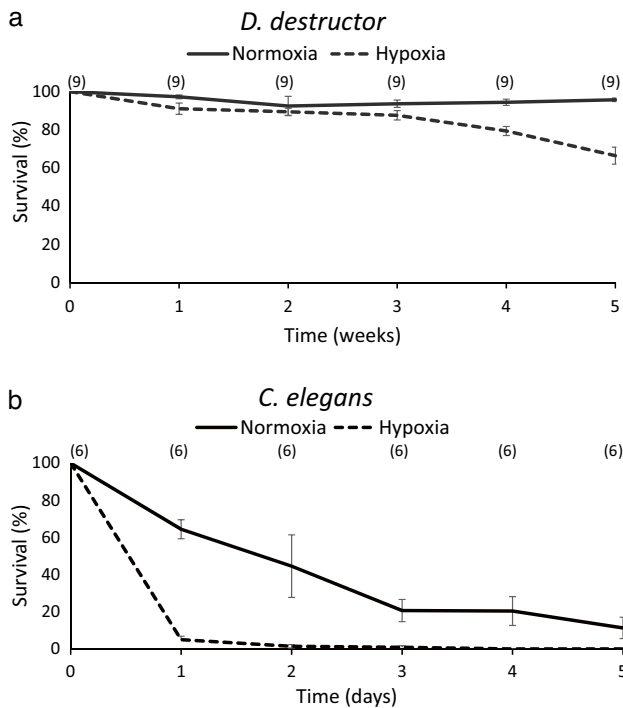 a
D. destructor
Normoxia Hypoxia
(9) (9) (9) (9) (9) (9)
100
80
60
40
20
0
Survival (%)
0 1 2 3 4 5
Time (weeks)
b
C. elegans
Normoxia Hypoxia
(6) (6) (6) (6) (6) (6)
100
80
60
40
20
0
Survival (%)
0 1 2 3 4 5
Time (days)